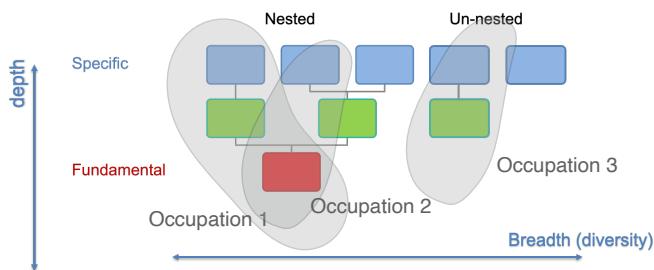 Nested
Un-nested
Specific
depth
Fundamental
Occupation 3
Occupation 1
Occupation 2
Breadth (diversity)